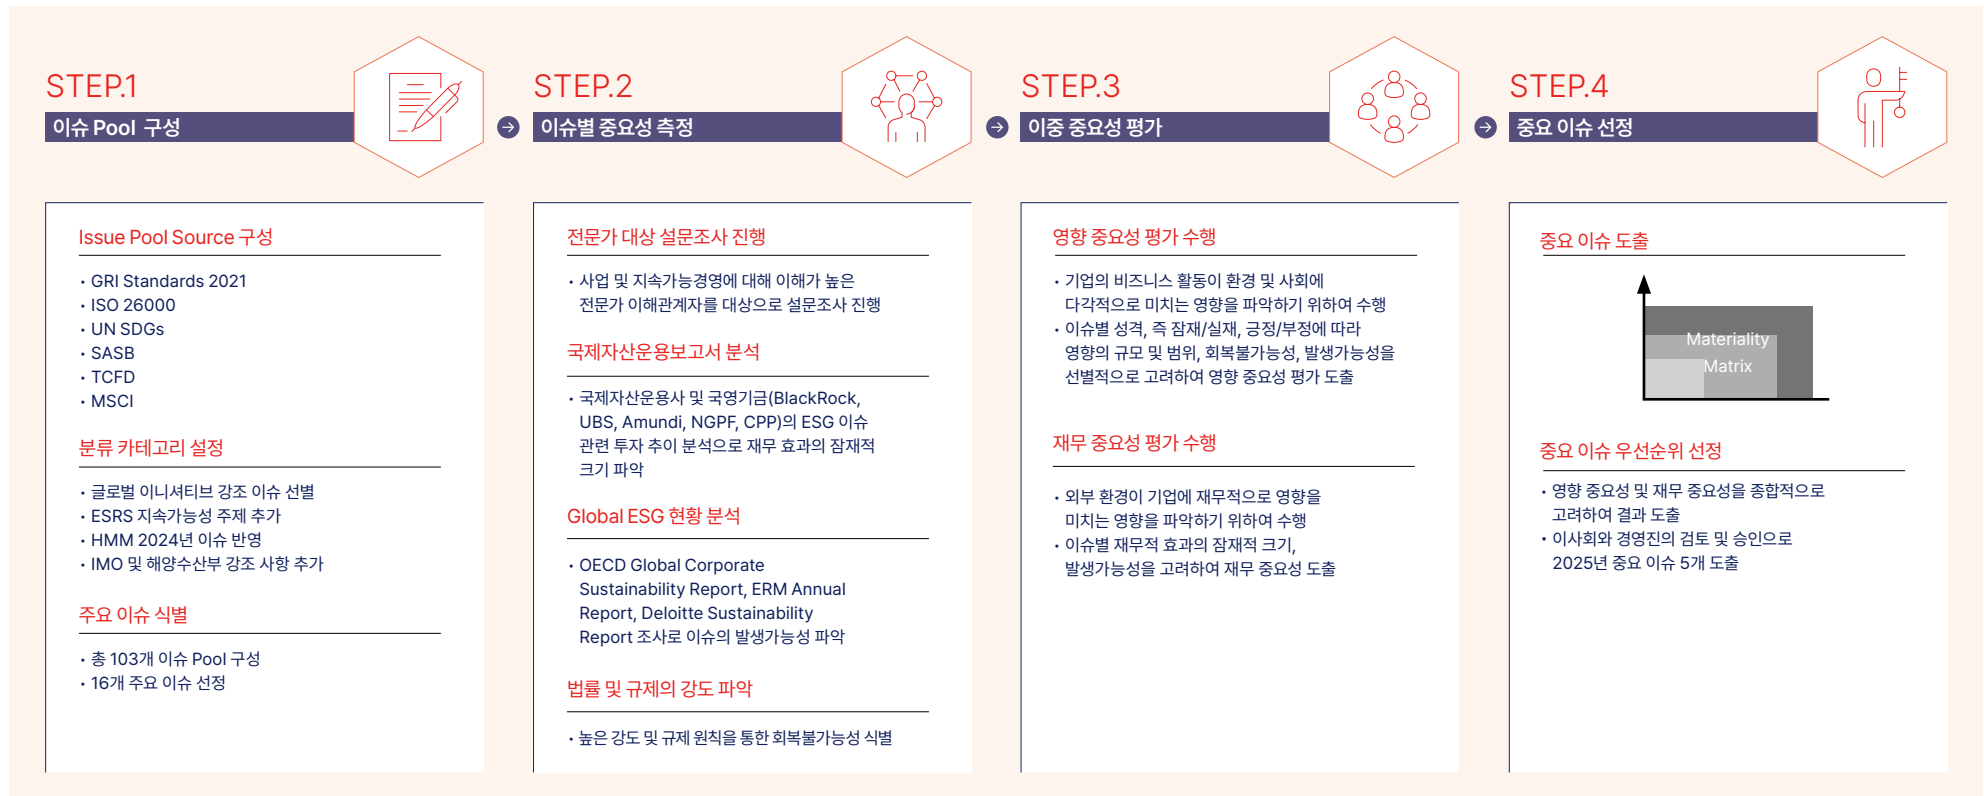 STEP.1
이슈 Pool 구성
Issue Pool Source 구성
• GRI Standards 2021
• ISO 26000
• UN SDGs
• SASB
• TCFD
• MSCI
분류 카테고리 설정
• 글로벌 이니셔티브 강조 이슈 선별
• ESRS 지속가능성 주제 추가
• HMM 2024년 이슈 반영
• IMO 및 해양수산부 강조 사항 추가
주요 이슈 식별
• 총 103개 이슈 Pool 구성
• 16개 주요 이슈 선정
STEP.2
이슈별 중요성 측정
전문가 대상 설문조사 진행
• 사업 및 지속가능경영에 대해 이해가 높은
전문가 이해관계자를 대상으로 설문조사 진행
국제자산운용보고서 분석
• 국제자산운용사 및 국영기금(BlackRock,
UBS, Amundi, NGPF, CPP)의 ESG 이슈
관련 투자 추이 분석으로 재무 효과의 잠재적
크기 파악
Global ESG 현황 분석
• OECD Global Corporate
Sustainability Report, ERM Annual
Report, Deloitte Sustainability
Report 조사로 이슈의 발생가능성 파악
법률 및 규제의 강도 파악
• 높은 강도 및 규제 원칙을 통한 회복불가능성 식별
STEP.3
이중 중요성 평가
영향 중요성 평가 수행
• 기업의 비즈니스 활동이 환경 및 사회에
다각적으로 미치는 영향을 파악하기 위하여 수행
• 이슈별 성격, 즉 잠재/실재, 긍정/부정에 따라
영향의 규모 및 범위, 회복불가능성, 발생가능성을
선별적으로 고려하여 영향 중요성 평가 도출
재무 중요성 평가 수행
• 외부 환경이 기업에 재무적으로 영향을
미치는 영향을 파악하기 위하여 수행
• 이슈별 재무적 효과의 잠재적 크기,
발생가능성을 고려하여 재무 중요성 도출
STEP.4
중요 이슈 선정
중요 이슈 도출
Materiality
Matrix
중요 이슈 우선순위 선정
• 영향 중요성 및 재무 중요성을 종합적으로
고려하여 결과 도출
• 이사회와 경영진의 검토 및 승인으로
2025년 중요 이슈 5개 도출